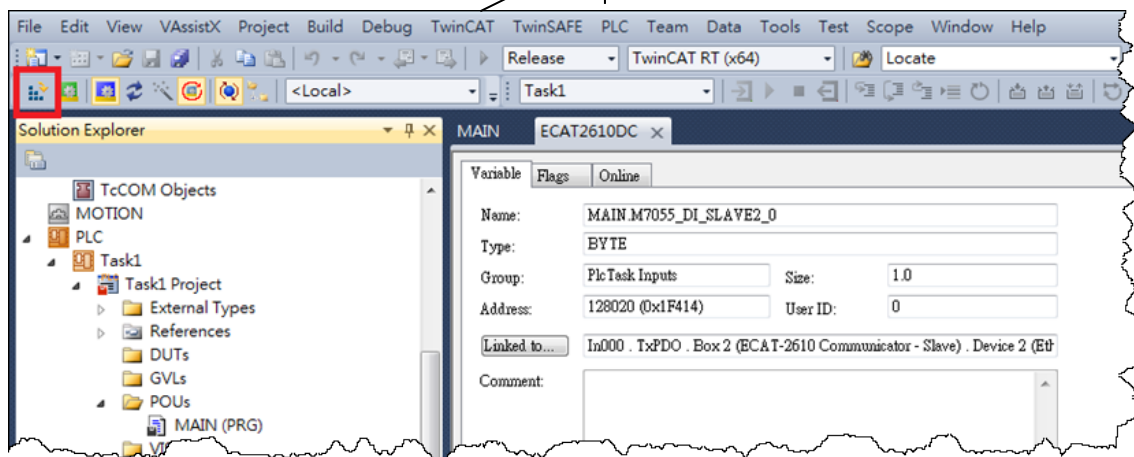 File Edit View VAssistX Project Build Debug TwinCAT TwinSAFE PLC Team Data Tools Test Scope Window Help
Release TwinCAT RT (x64) Locate
<Local> Task1
Solution Explorer
MAIN ECAT2610DC
TcCOM Objects
MOTION
PLC
Task1
Task1 Project
External Types
References
DUTs
GVLs
POUs
MAIN (PRG)
Variable Flags Online
Name: MAIN.M7055_DI_SLAVE2_0
Type: BYTE
Group: PlcTask Inputs Size: 1.0
Address: 128020 (0x1F414) User ID: 0
Linked to... In000 . TxPDO . Box 2 (ECAT-2610 Communicator - Slave) . Device 2 (Eth
Comment: